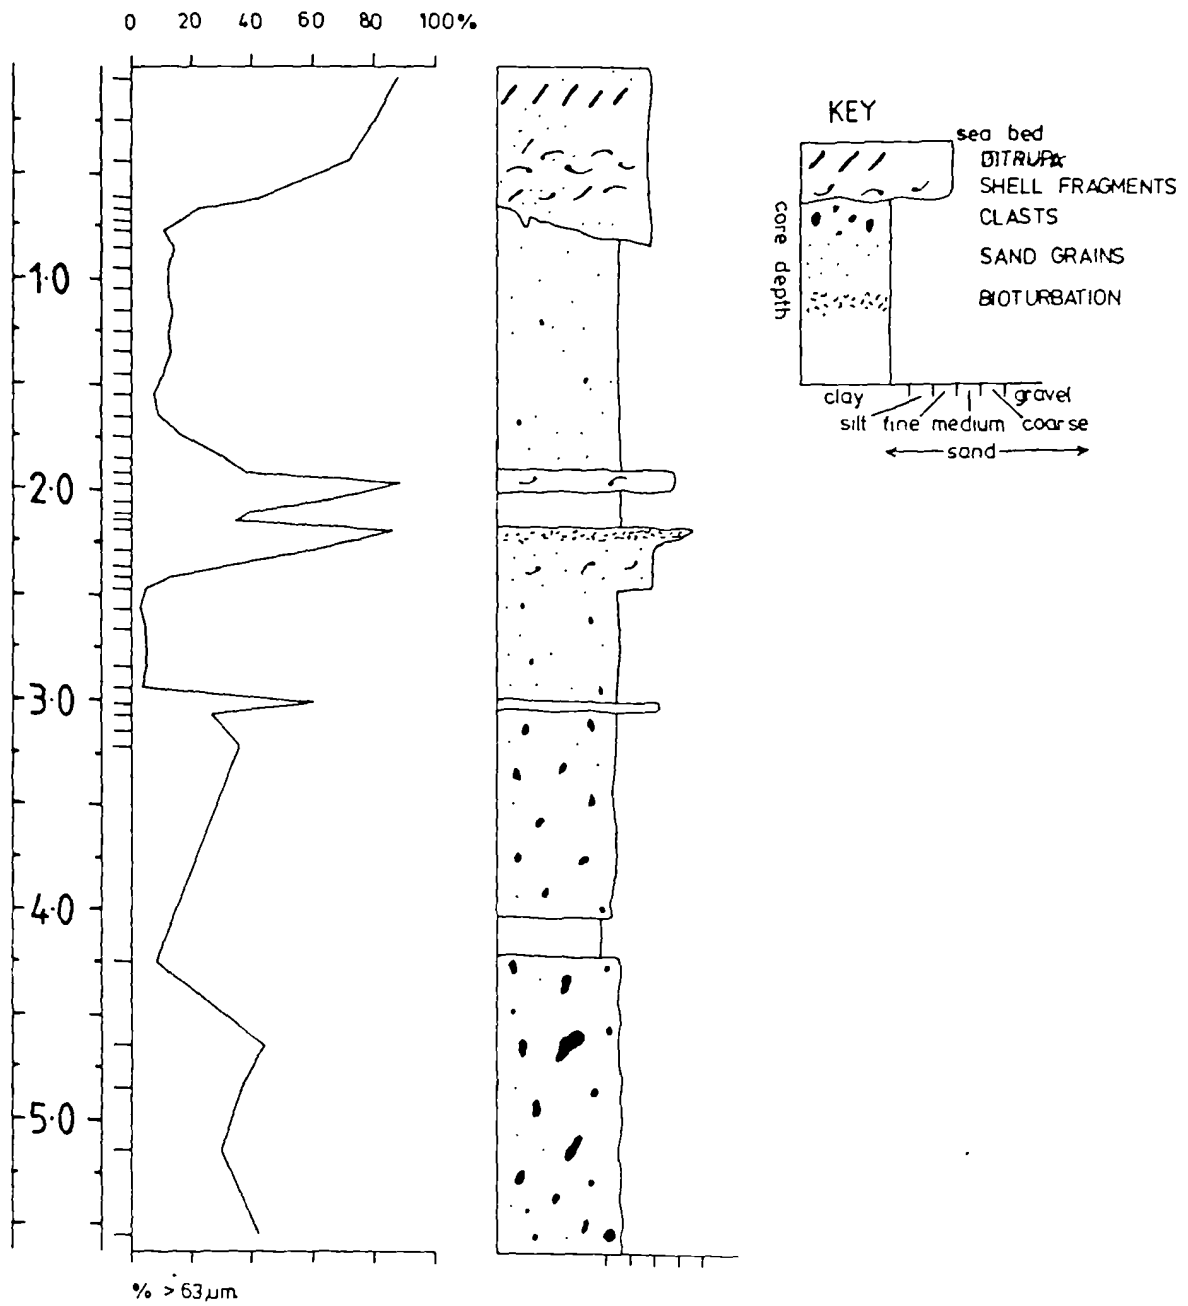 0 20 40 60 80 100%
1·0
2·0
3·0
4·0
5·0
% >63µm
KEY
sea bed
DITRUPA
SHELL FRAGMENTS
CLASTS
SAND GRAINS
BIOTURBATION
core depth
clay gravel
silt fine medium coarse
sand